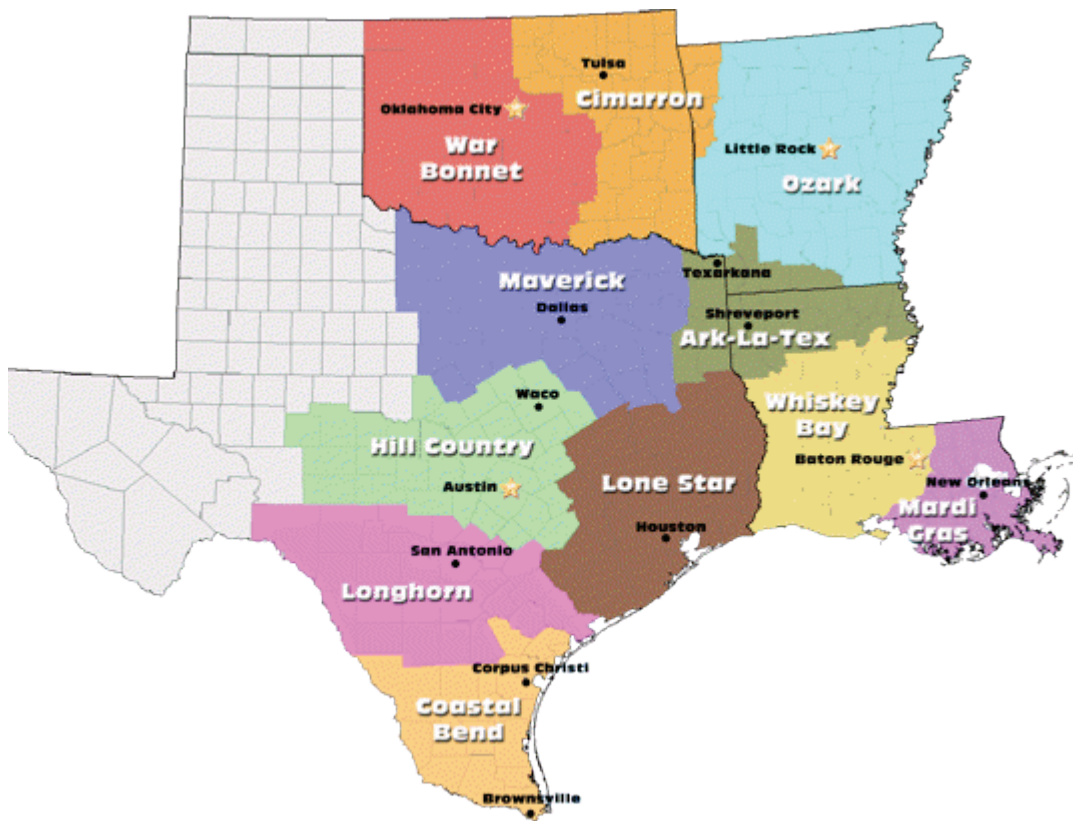 Tulsa
Cimarron
Oklahoma City
War
Bonnet
Little Rock
Ozark
Texarkana
Maverick
Dallas
Shreveport
Ark-La-Tex
Waco
Whiskey
Bay
Hill Country
Baton Rouge
Austin
Lone Star
New Orleans
Mardi
Gras
Houston
San Antonio
Longhorn
Corpus Christi
Coastal
Bend
Brownsville